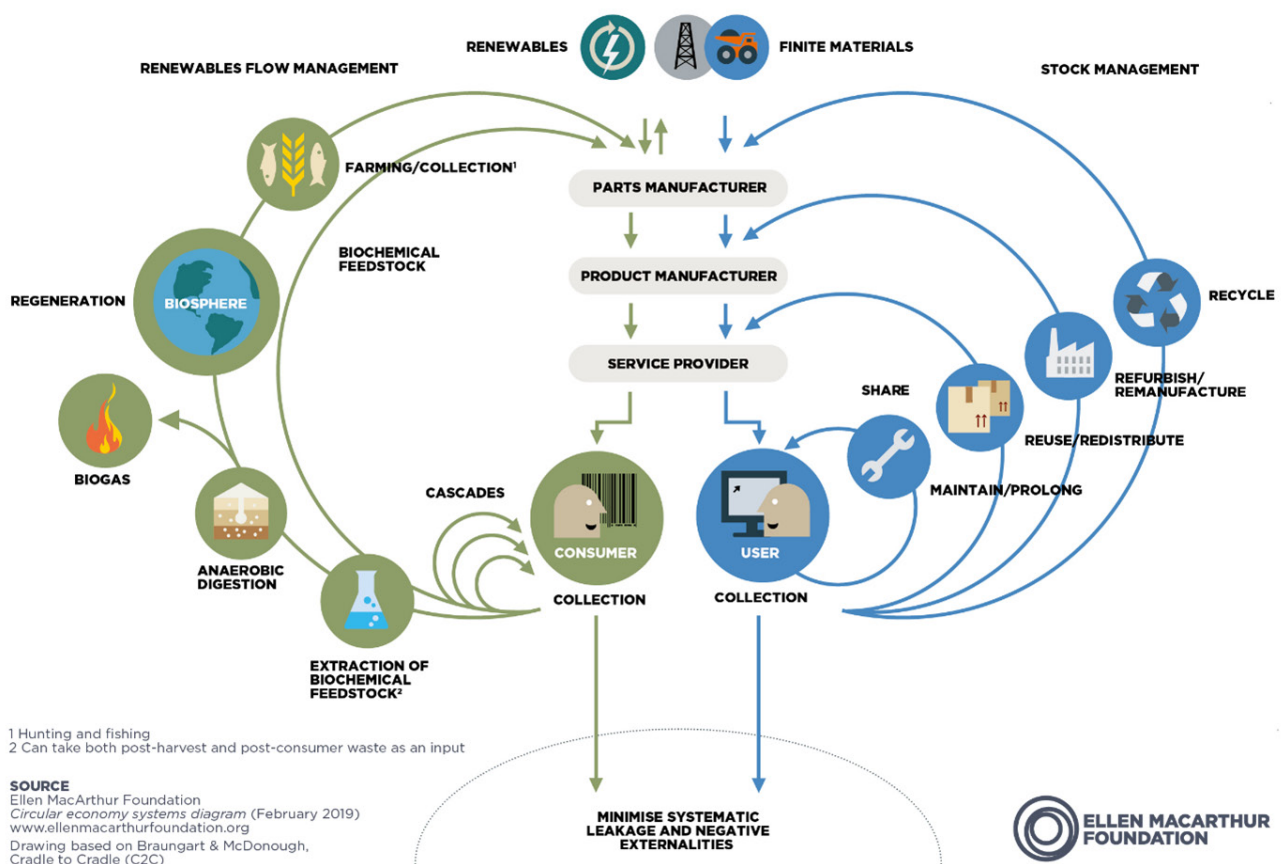 RENEWABLES
FINITE MATERIALS
RENEWABLES FLOW MANAGEMENT
STOCK MANAGEMENT
FARMING/COLLECTION¹
PARTS MANUFACTURER
BIOCHEMICAL
FEEDSTOCK
PRODUCT MANUFACTURER
REGENERATION
BIOSPHERE
RECYCLE
SERVICE PROVIDER
SHARE
REFURBISH/
REMANUFACTURE
REUSE/REDISTRIBUTE
BIOGAS
CASCADES
MAINTAIN/PROLONG
CONSUMER
USER
ANAEROBIC
DIGESTION
COLLECTION
COLLECTION
EXTRACTION OF
BIOCHEMICAL
FEEDSTOCK²
1 Hunting and fishing
2 Can take both post-harvest and post-consumer waste as an input
SOURCE
Ellen MacArthur Foundation
Circular economy systems diagram (February 2019)
www.ellenmacarthurfoundation.org
Drawing based on Braungart & McDonough,
Cradle to Cradle (C2C)
MINIMISE SYSTEMATIC
LEAKAGE AND NEGATIVE
EXTERNALITIES
ELLEN MACARTHUR
FOUNDATION